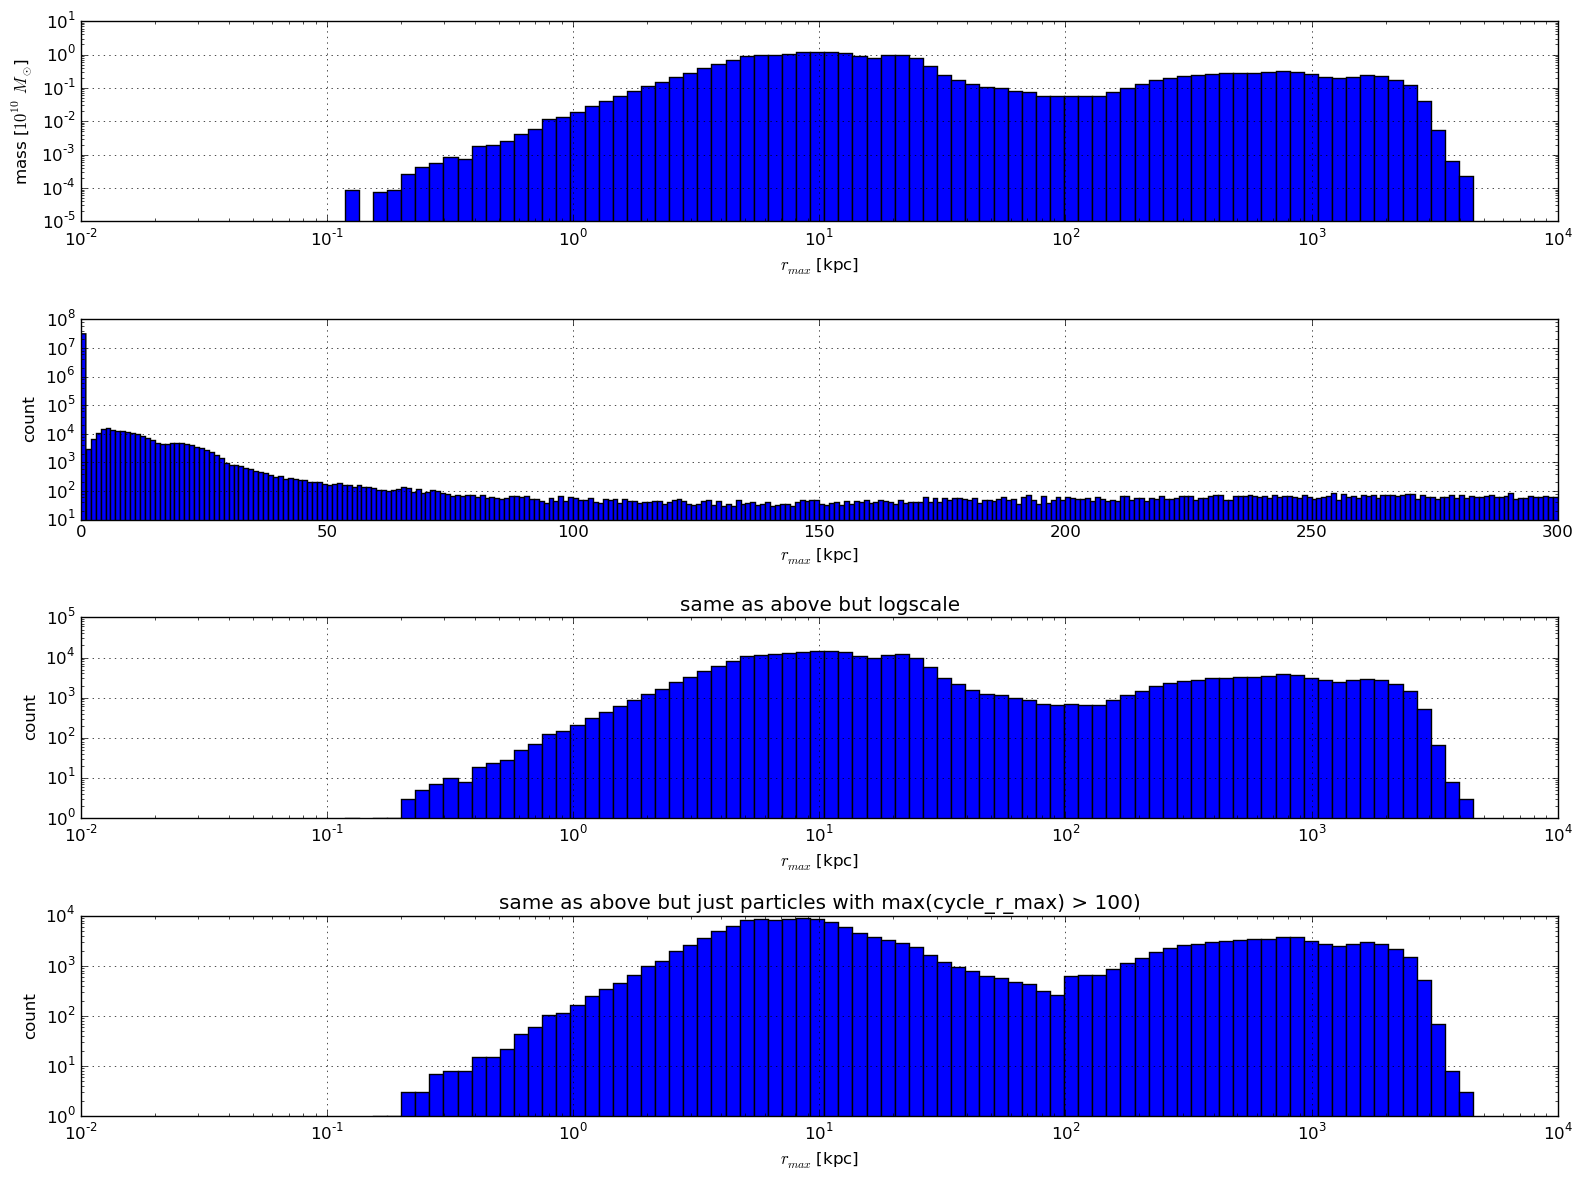 10^1
10^0
10^-1
10^-2
10^-3
10^-4
10^-5
mass [10^10 M_⊙]
10^-2 10^-1 10^0 10^1 10^2 10^3 10^4
r_max [kpc]
10^8
10^7
10^6
10^5
10^4
10^3
10^2
10^1
count
0 50 100 150 200 250 300
r_max [kpc]
same as above but logscale
10^5
10^4
10^3
10^2
10^1
10^0
count
10^-2 10^-1 10^0 10^1 10^2 10^3 10^4
r_max [kpc]
same as above but just particles with max(cycle_r_max) > 100)
10^4
10^3
10^2
10^1
10^0
count
10^-2 10^-1 10^0 10^1 10^2 10^3 10^4
r_max [kpc]